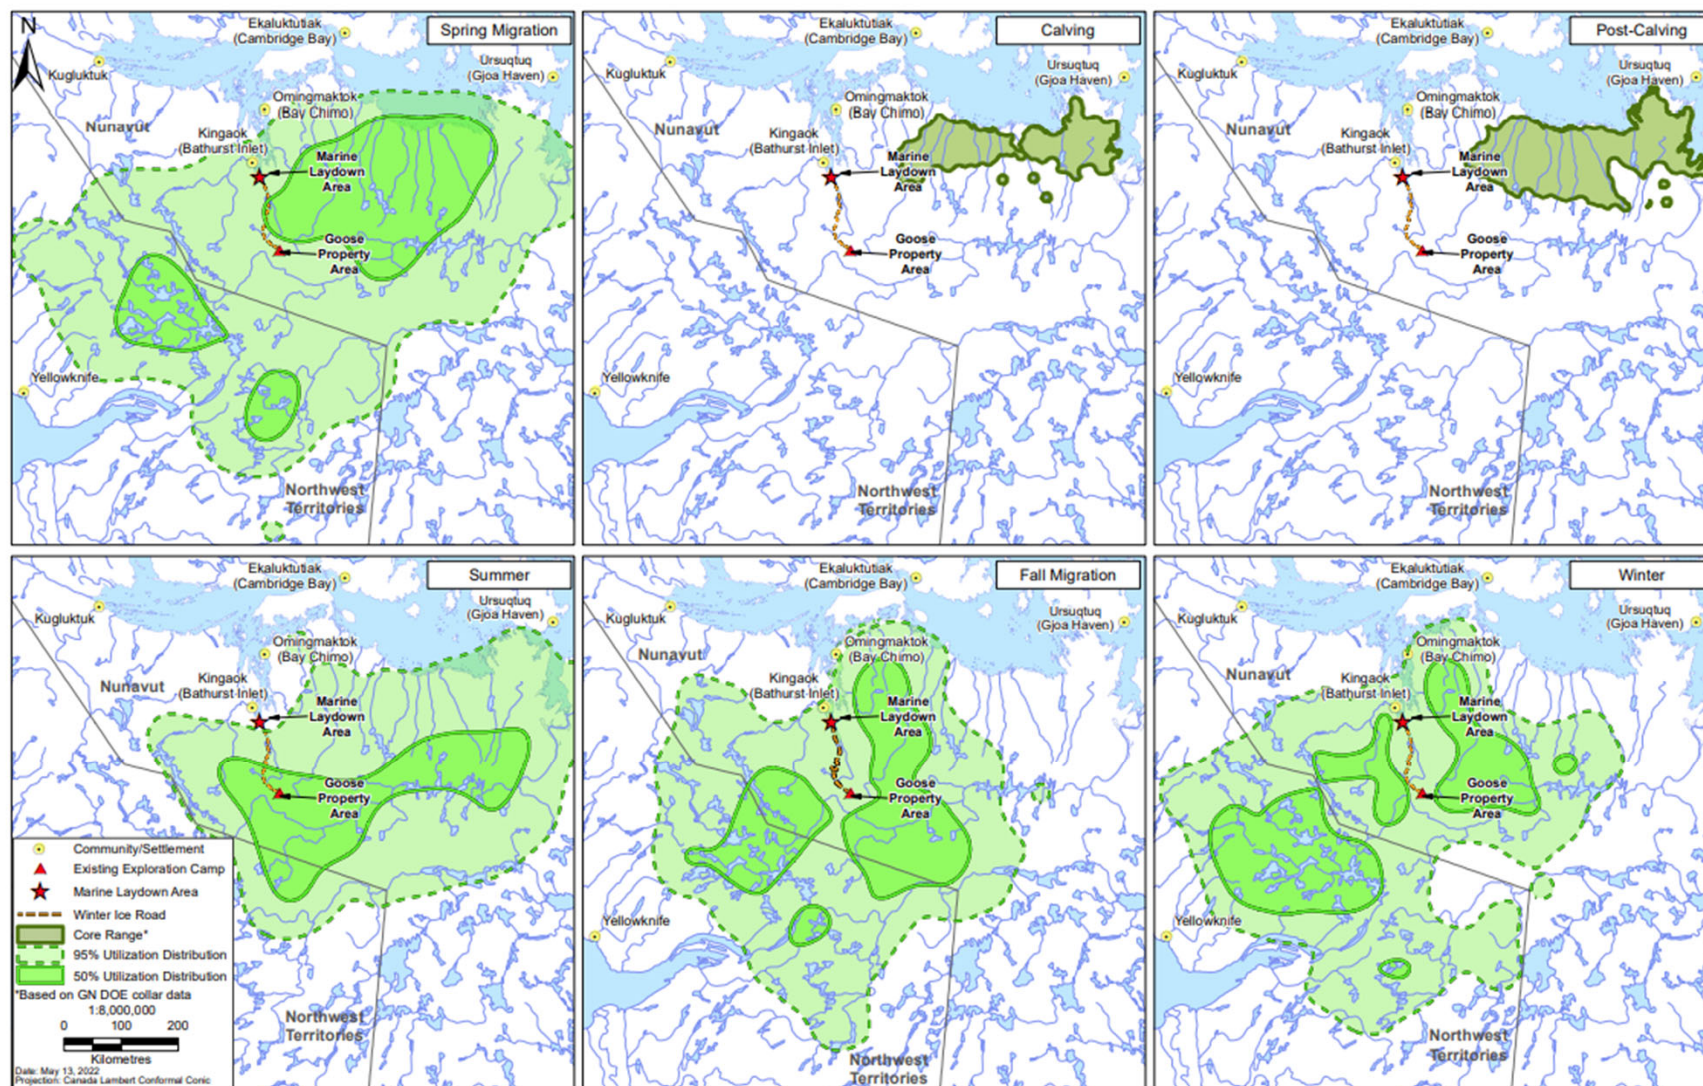 N
Ekaluktutiak
(Cambridge Bay)
Spring Migration
Kugluktuk
Ursuqtuq
(Gjoa Haven)
Omingmaktok
(Bay Chimo)
Nunavut
Kingaok
(Bathurst Inlet)
Marine
Laydown
Area
Goose
Property
Area
Yellowknife
Northwest
Territories
Ekaluktutiak
(Cambridge Bay)
Calving
Kugluktuk
Ursuqtuq
(Gjoa Haven)
Omingmaktok
(Bay Chimo)
Nunavut
Kingaok
(Bathurst Inlet)
Marine
Laydown
Area
Goose
Property
Area
Yellowknife
Northwest
Territories
Ekaluktutiak
(Cambridge Bay)
Post-Calving
Kugluktuk
Ursuqtuq
(Gjoa Haven)
Omingmaktok
(Bay Chimo)
Nunavut
Kingaok
(Bathurst Inlet)
Marine
Laydown
Area
Goose
Property
Area
Yellowknife
Northwest
Territories
Ekaluktutiak
(Cambridge Bay)
Summer
Kugluktuk
Ursuqtuq
(Gjoa Haven)
Omingmaktok
(Bay Chimo)
Nunavut
Kingaok
(Bathurst Inlet)
Marine
Laydown
Area
Goose
Property
Area
Community/Settlement
Existing Exploration Camp
Marine Laydown Area
Winter Ice Road
Core Range*
95% Utilization Distribution
50% Utilization Distribution
*Based on GN DOE collar data
1:8,000,000
0 100 200
Kilometres
Date: May 13, 2022
Projection: Canada Lambert Conformal Conic
Northwest
Territories
Ekaluktutiak
(Cambridge Bay)
Fall Migration
Kugluktuk
Ursuqtuq
(Gjoa Haven)
Omingmaktok
(Bay Chimo)
Nunavut
Kingaok
(Bathurst Inlet)
Marine
Laydown
Area
Goose
Property
Area
Yellowknife
Northwest
Territories
Ekaluktutiak
(Cambridge Bay)
Winter
Kugluktuk
Ursuqtuq
(Gjoa Haven)
Omingmaktok
(Bay Chimo)
Nunavut
Kingaok
(Bathurst Inlet)
Marine
Laydown
Area
Goose
Property
Area
Yellowknife
Northwest
Territories